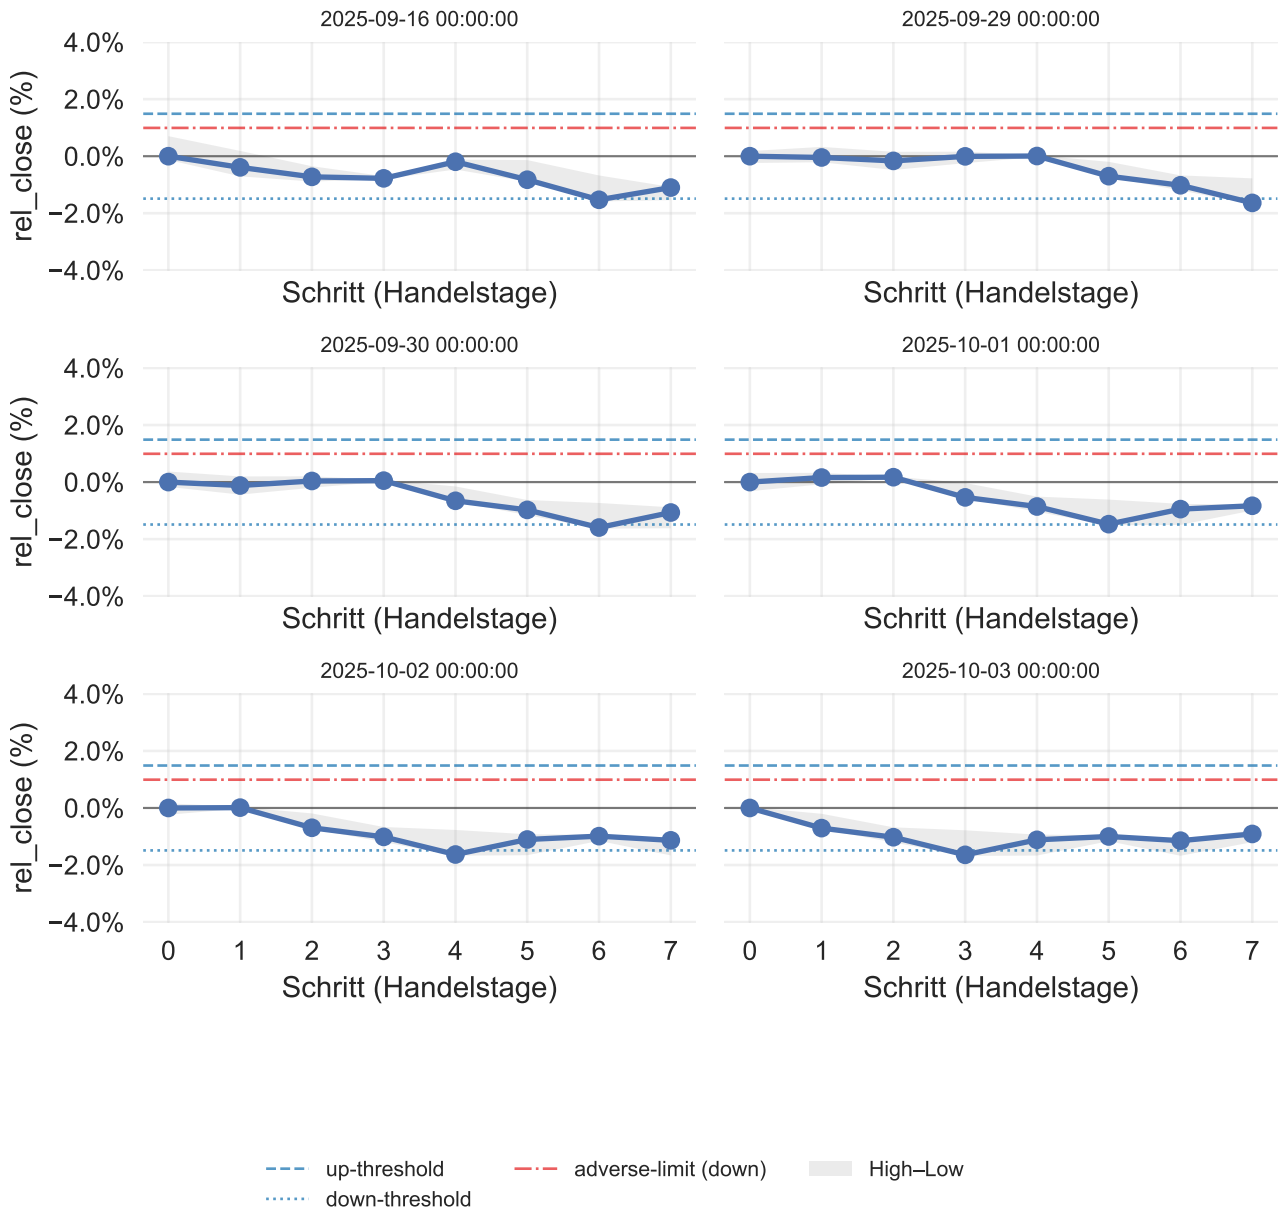 2025-09-16 00:00:00
2025-09-29 00:00:00
rel_close (%)
4.0%
2.0%
0.0%
−2.0%
−4.0%
Schritt (Handelstage)
Schritt (Handelstage)
2025-09-30 00:00:00
2025-10-01 00:00:00
rel_close (%)
4.0%
2.0%
0.0%
−2.0%
−4.0%
Schritt (Handelstage)
Schritt (Handelstage)
2025-10-02 00:00:00
2025-10-03 00:00:00
rel_close (%)
4.0%
2.0%
0.0%
−2.0%
−4.0%
0 1 2 3 4 5 6 7
0 1 2 3 4 5 6 7
Schritt (Handelstage)
Schritt (Handelstage)
up-threshold
down-threshold
adverse-limit (down)
High–Low